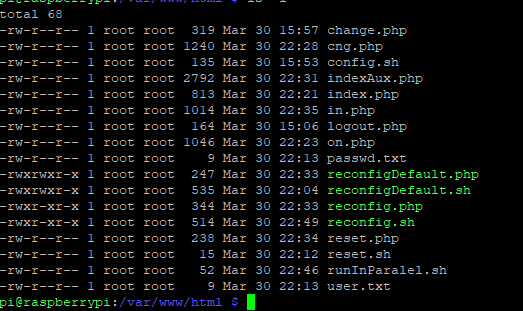 pi@raspberrypi:/var/www/html $ ls -l
total 68
-rw-r--r-- 1 root root  319 Mar 30 15:57 change.php
-rw-r--r-- 1 root root 1240 Mar 30 22:28 cng.php
-rw-r--r-- 1 root root  135 Mar 30 15:53 config.sh
-rw-r--r-- 1 root root 2792 Mar 30 22:31 indexAux.php
-rw-r--r-- 1 root root  813 Mar 30 22:21 index.php
-rw-r--r-- 1 root root 1014 Mar 30 22:35 in.php
-rw-r--r-- 1 root root  164 Mar 30 15:06 logout.php
-rw-r--r-- 1 root root 1046 Mar 30 22:23 on.php
-rw-r--r-- 1 root root    9 Mar 30 22:13 passwd.txt
-rwxrwxr-x 1 root root  247 Mar 30 22:33 reconfigDefault.php
-rwxrwxr-x 1 root root  535 Mar 30 22:04 reconfigDefault.sh
-rwxr-xr-x 1 root root  344 Mar 30 22:33 reconfig.php
-rwxr-xr-x 1 root root  514 Mar 30 22:49 reconfig.sh
-rw-r--r-- 1 root root  238 Mar 30 22:34 reset.php
-rw-r--r-- 1 root root   15 Mar 30 22:12 reset.sh
-rw-r--r-- 1 root root   52 Mar 30 22:46 runInParalel.sh
-rw-r--r-- 1 root root    9 Mar 30 22:13 user.txt
pi@raspberrypi:/var/www/html $